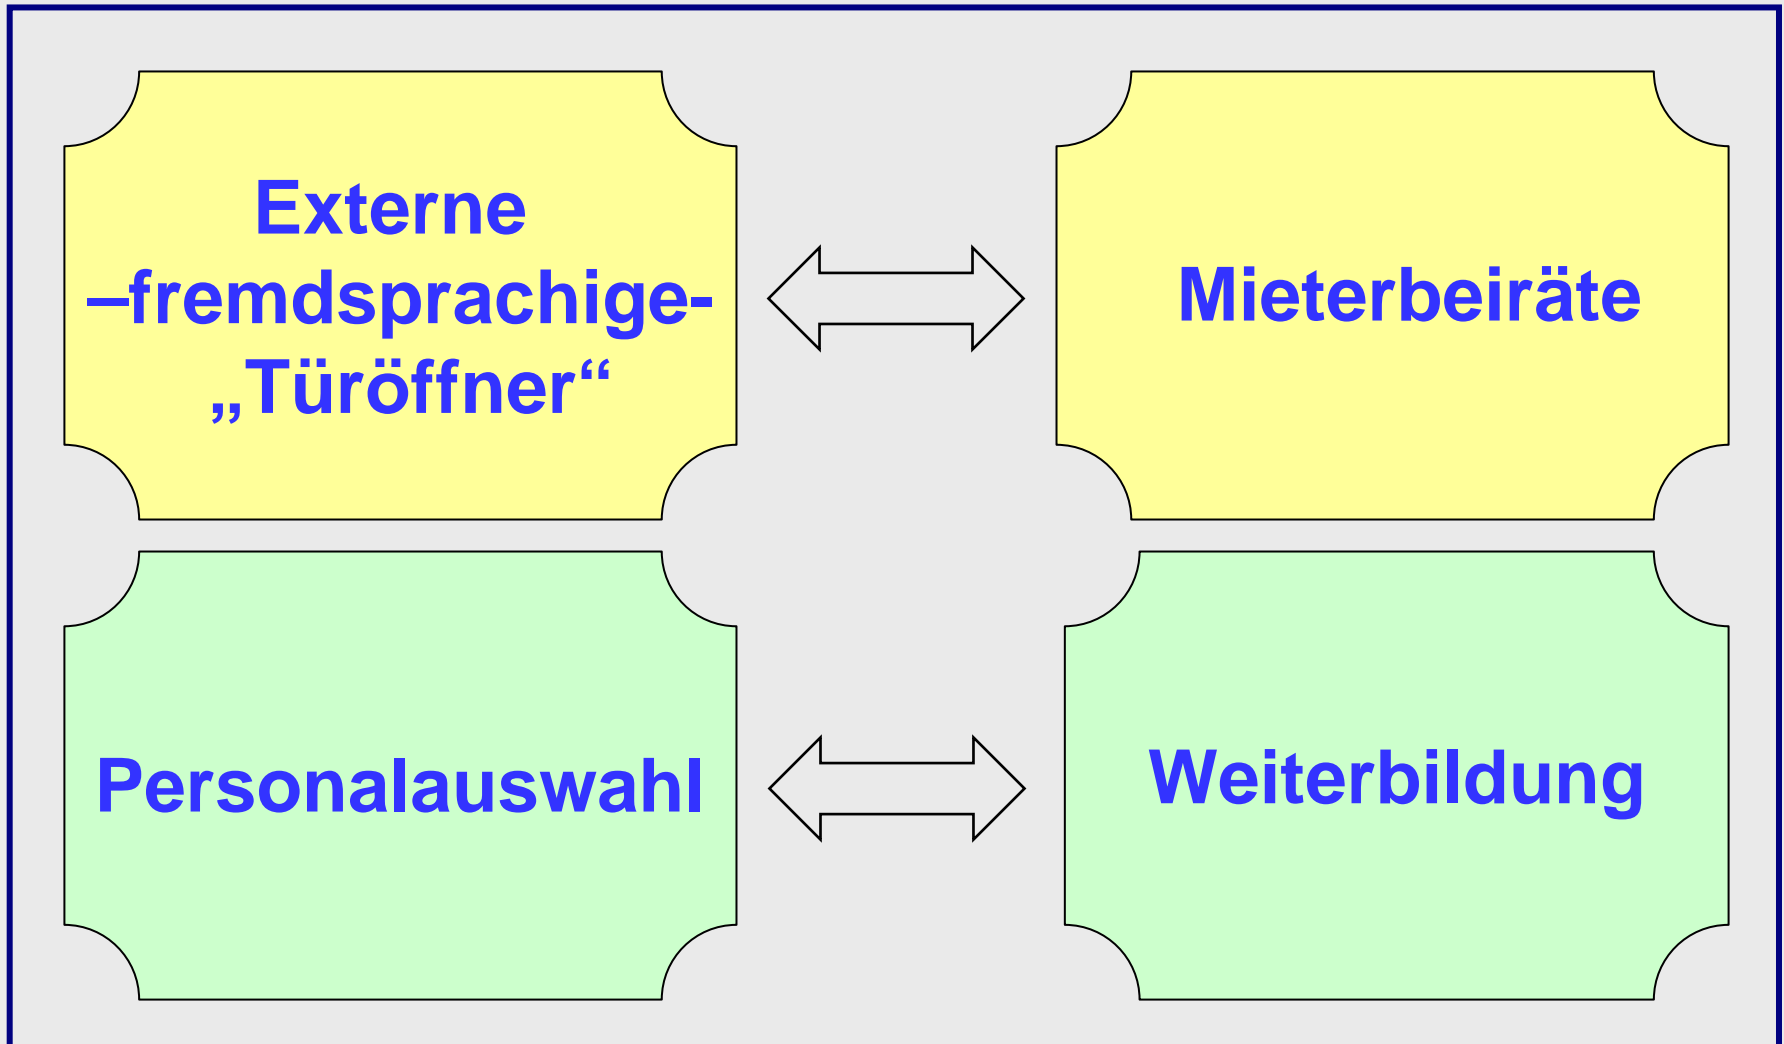 Externe
–fremdsprachige-
„Türöffner“
Mieterbeiräte
Personalauswahl
Weiterbildung